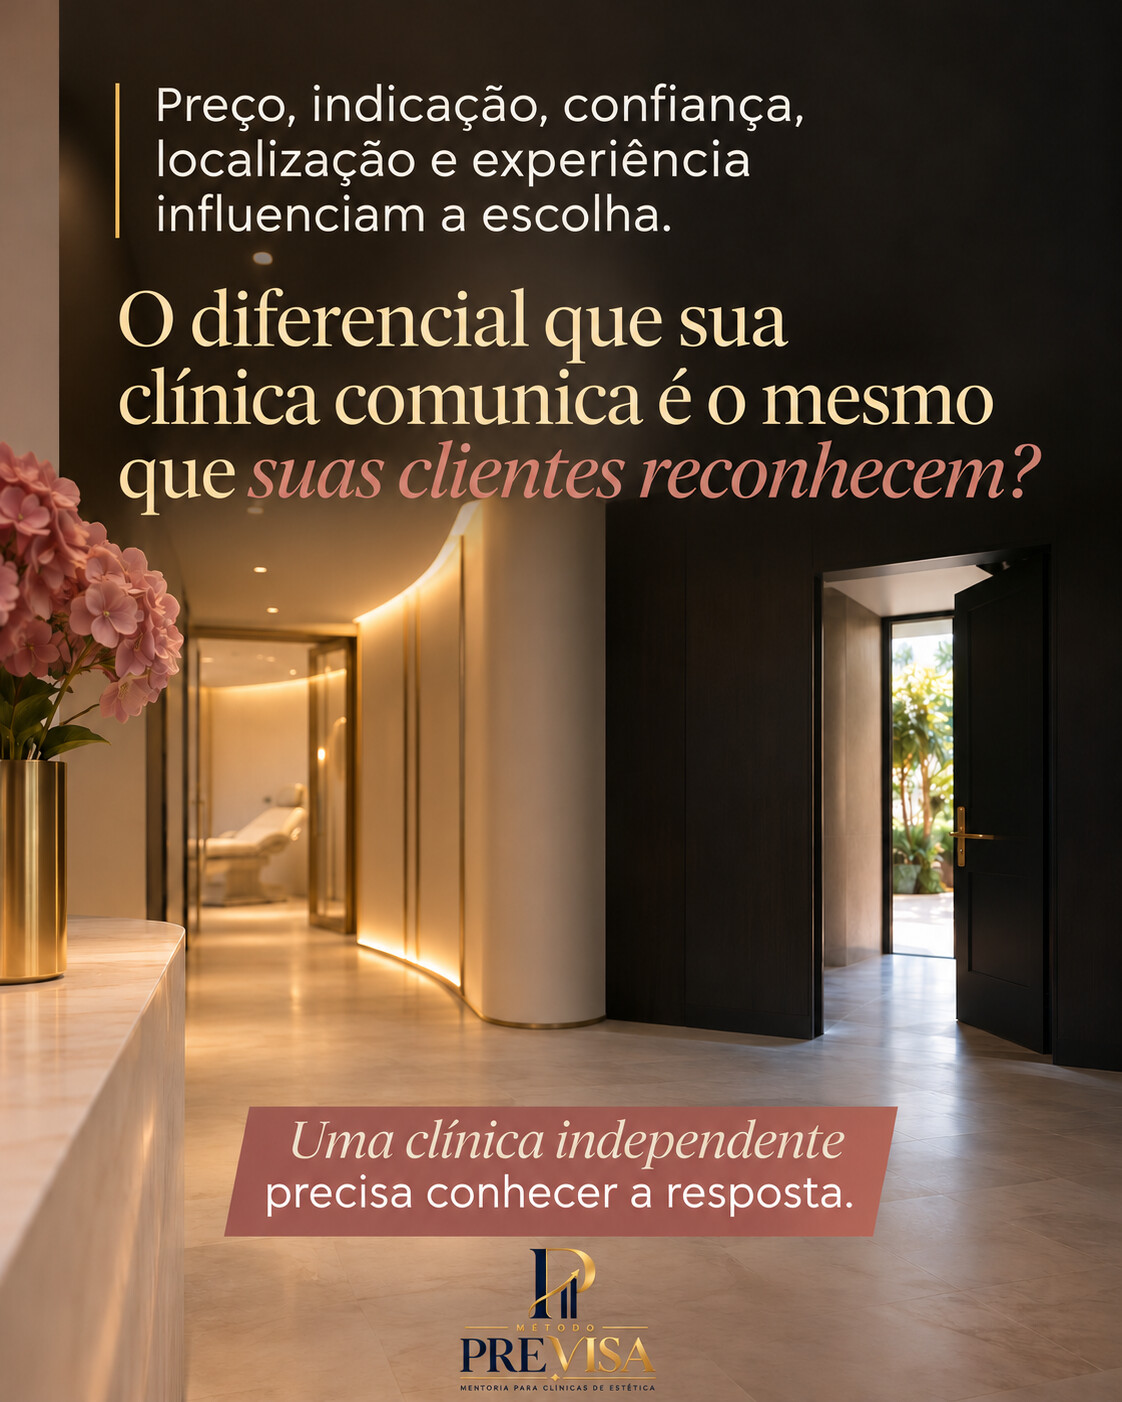 Preço, indicação, confiança,
localização e experiência
influenciam a escolha.
O diferencial que sua
clínica comunica é o mesmo
que suas clientes reconhecem?
Uma clínica independente
precisa conhecer a resposta.
MÉTODO
PREVISA
MENTORIA PARA CLÍNICAS DE ESTÉTICA